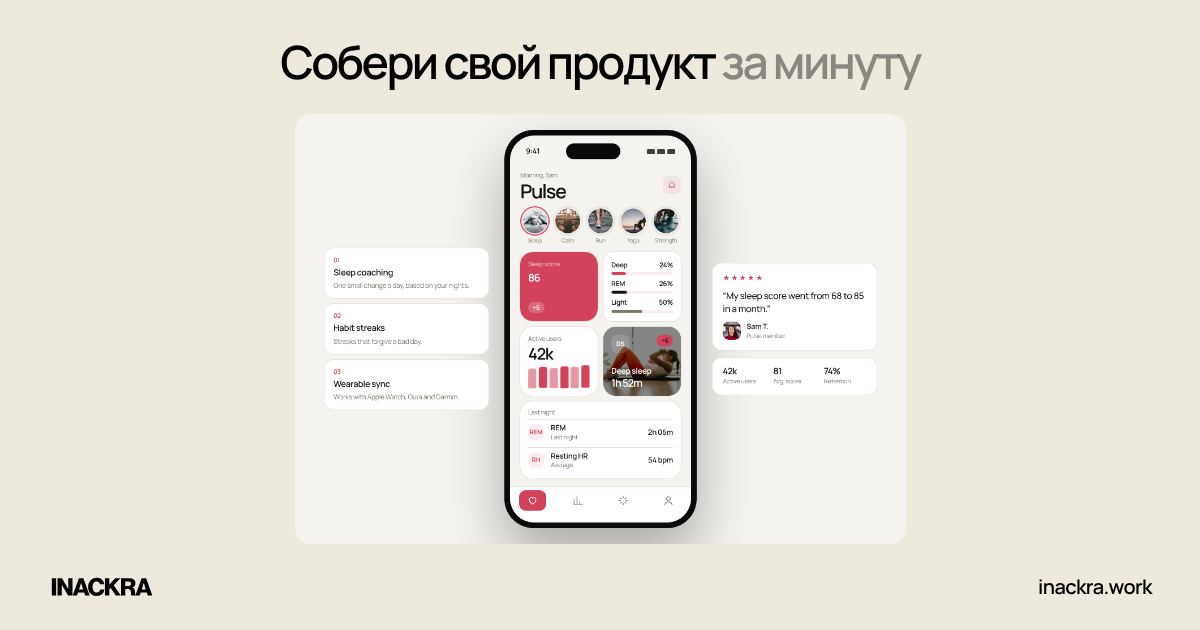 Собери свой продукт за минуту
01
Sleep coaching
One small change a day, based on your nights.
02
Habit streaks
Streaks that forgive a bad day.
03
Wearable sync
Works with Apple Watch, Oura and Garmin.
9:41
Morning, Sam
Pulse
Sleep Calm Run Yoga Strength
Sleep score
86
+6
Deep 24%
REM 26%
Light 50%
Active users
42k
DS +6
Deep sleep
1h 52m
Last night
REM REM 2h 05m
Last night
RH Resting HR 54 bpm
Average
★★★★★
"My sleep score went from 68 to 85
in a month."
Sam T.
Pulse member
42k 81 74%
Active users Avg. score Retention
INACKRA
inackra.work